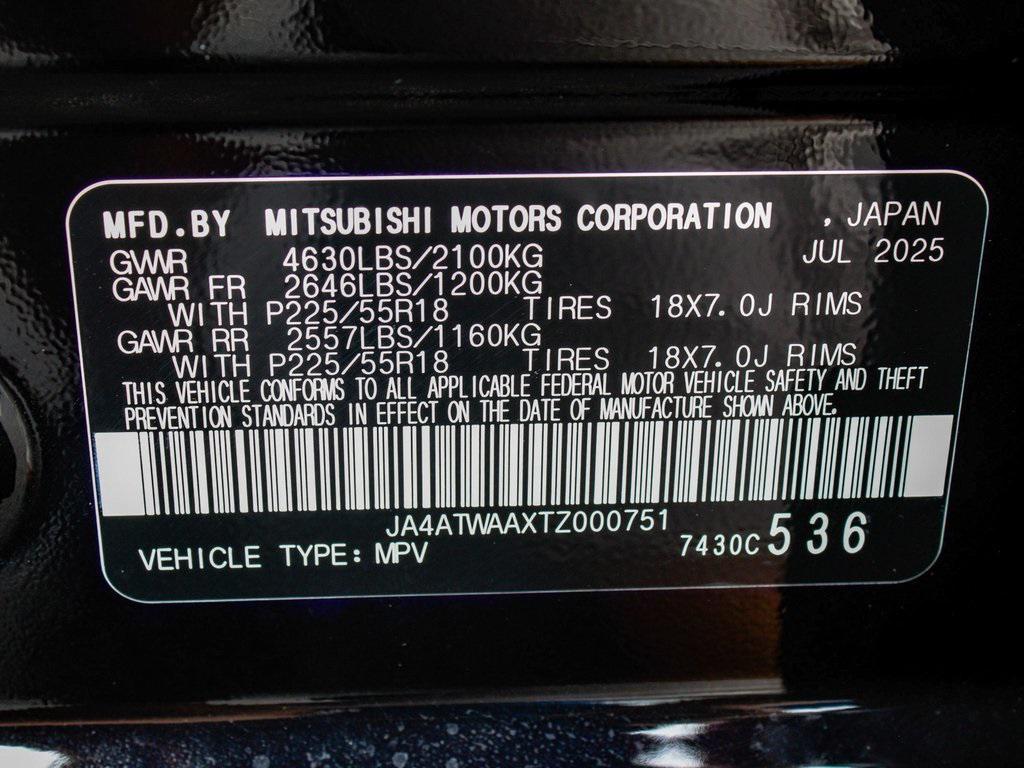 MFD.BY MITSUBISHI MOTORS CORPORATION , JAPAN
GVWR 4630LBS/2100KG JUL 2025
GAWR FR 2646LBS/1200KG
WITH P225/55R18 TIRES 18X7.0J RIMS
GAWR RR 2557LBS/1160KG
WITH P225/55R18 TIRES 18X7.0J RIMS
THIS VEHICLE CONFORMS TO ALL APPLICABLE FEDERAL MOTOR VEHICLE SAFETY AND THEFT
PREVENTION STANDARDS IN EFFECT ON THE DATE OF MANUFACTURE SHOWN ABOVE.
JA4ATWAAXTZ000751
VEHICLE TYPE: MPV 7430C 536